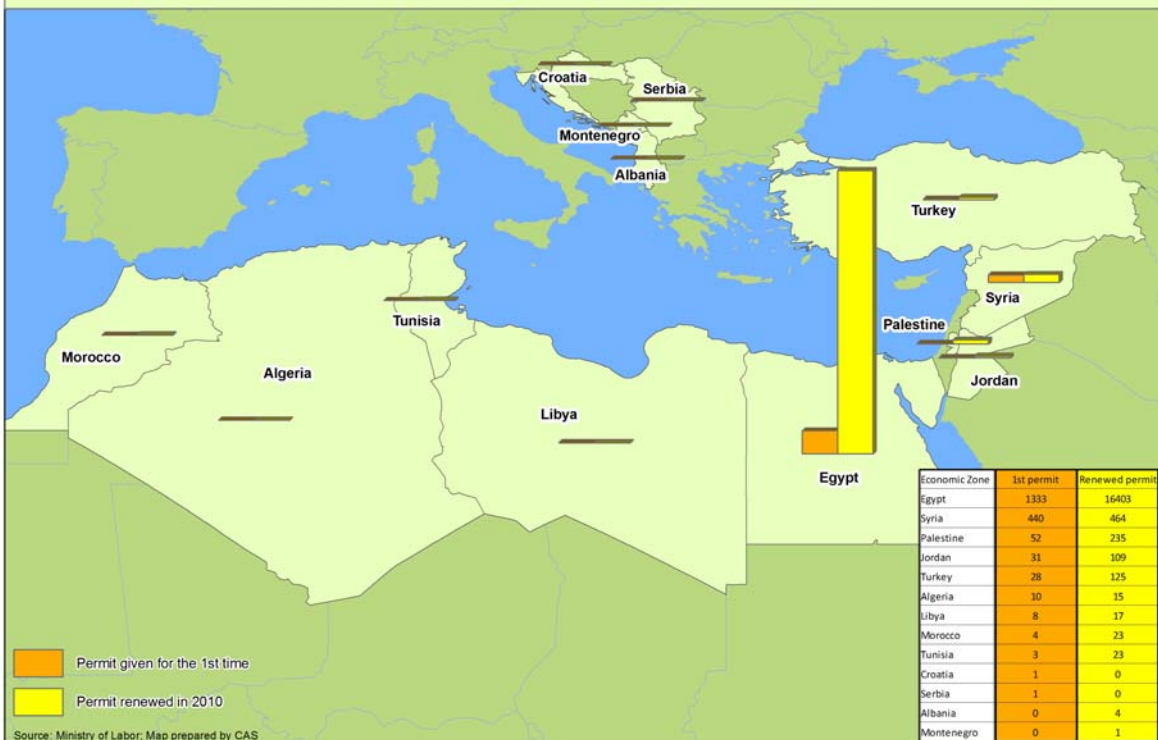 Croatia
Serbia
Montenegro
Albania
Turkey
Syria
Tunisia
Palestine
Morocco
Algeria
Jordan
Libya
Egypt
Economic Zone 1st permit Renewed permit
Egypt 1333 16403
Syria 440 464
Palestine 52 235
Jordan 31 109
Turkey 28 125
Algeria 10 15
Libya 8 17
Morocco 4 23
Tunisia 3 23
Croatia 1 0
Serbia 1 0
Albania 0 4
Montenegro 0 1
Permit given for the 1st time
Permit renewed in 2010
Source: Ministry of Labor; Map prepared by CAS